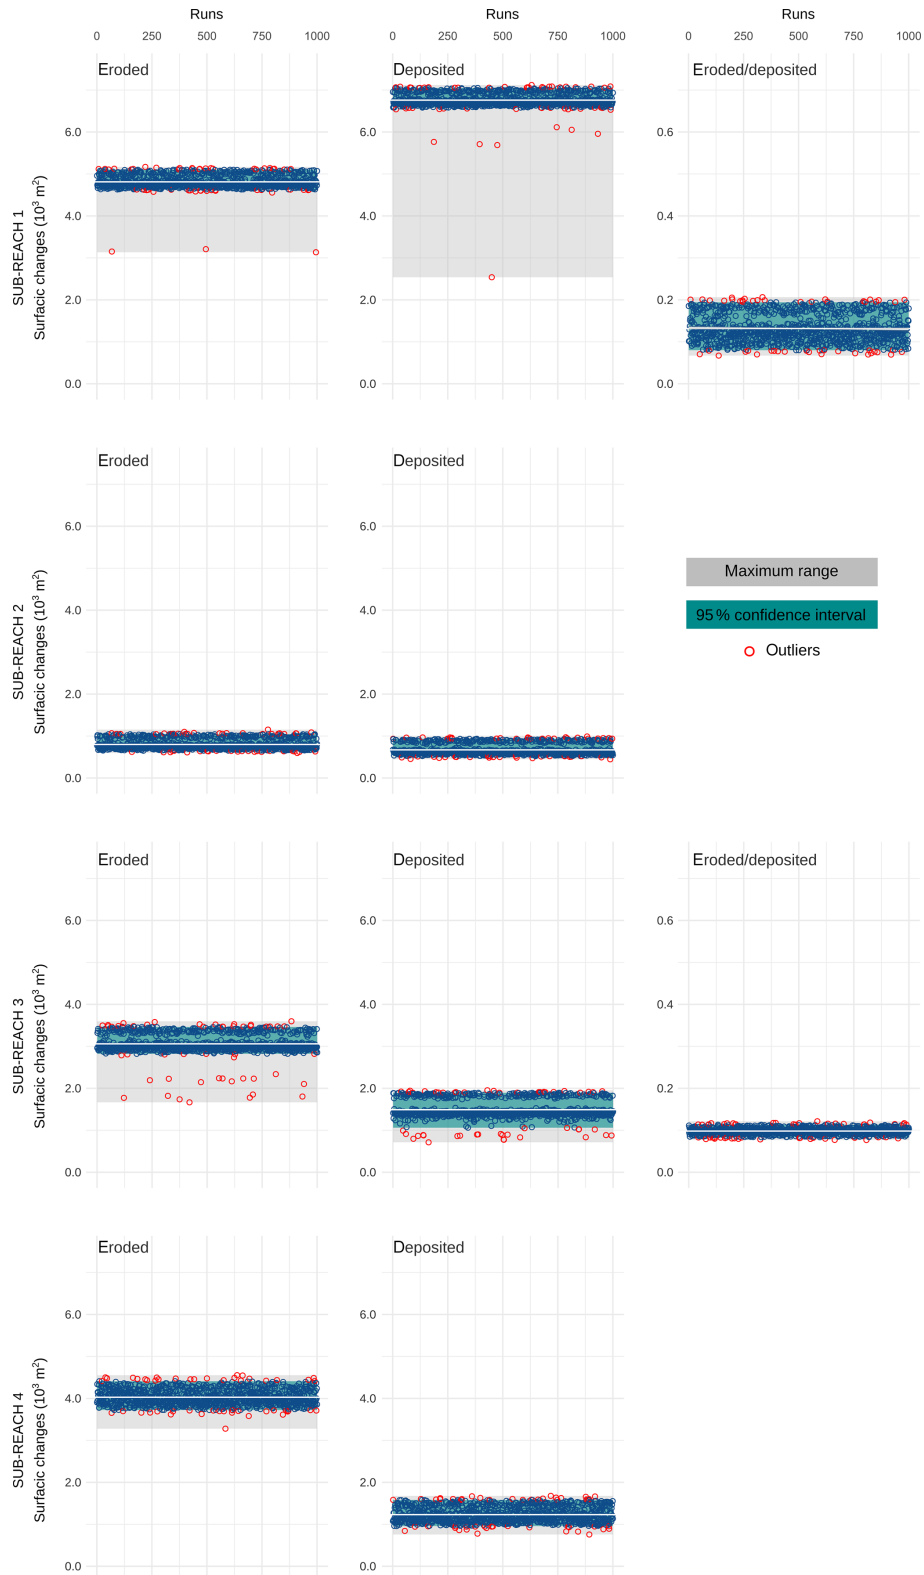 Runs Runs
0 250 500 750 1000 0 250 500 750 1000 0 250 500 750 1000
Eroded Deposited Eroded/deposited
6.0 6.0 0.6
4.0 4.0 0.4
2.0 2.0 0.2
0.0 0.0 0.0
SUB-REACH 1
Surfacic changes (10³ m²)
Eroded Deposited
6.0 6.0
4.0 4.0
2.0 2.0
0.0 0.0
SUB-REACH 2
Surfacic changes (10³ m²)
Maximum range
95 % confidence interval
Outliers
Eroded Deposited Eroded/deposited
6.0 6.0 0.6
4.0 4.0 0.4
2.0 2.0 0.2
0.0 0.0 0.0
SUB-REACH 3
Surfacic changes (10³ m²)
Eroded Deposited
6.0 6.0
4.0 4.0
2.0 2.0
0.0 0.0
SUB-REACH 4
Surfacic changes (10³ m²)